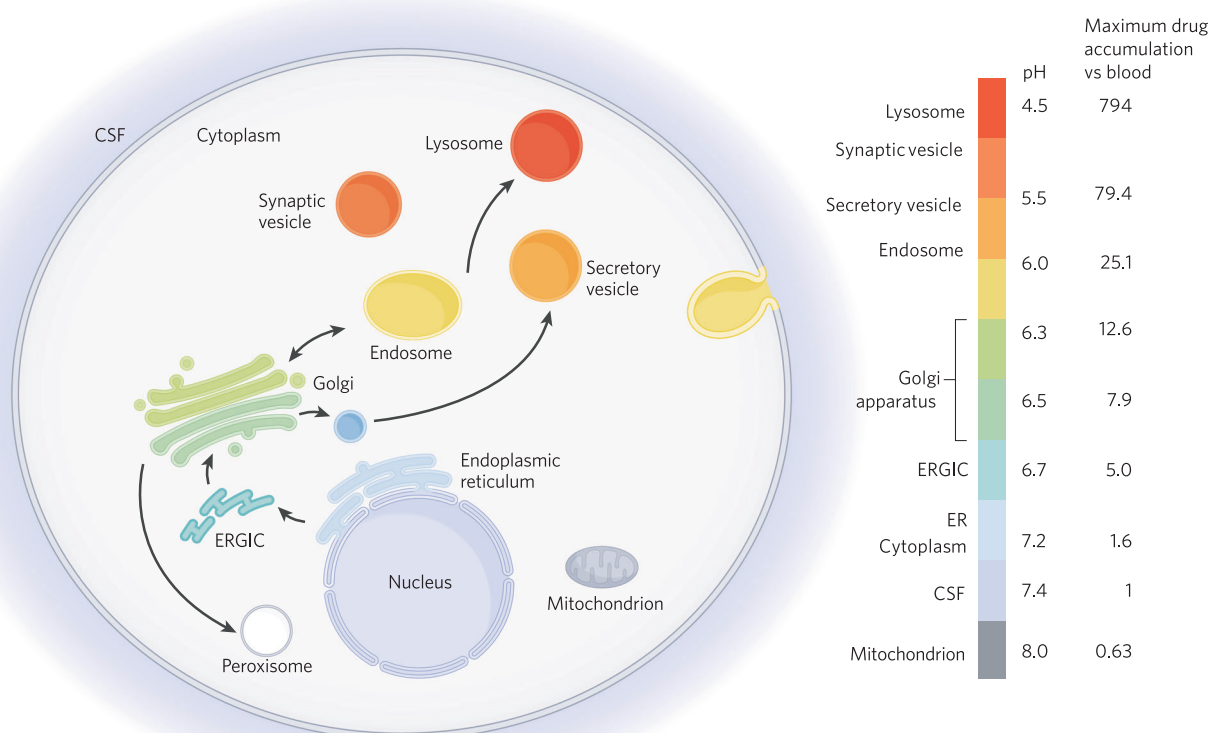 CSF
Cytoplasm
Lysosome
Synaptic
vesicle
Secretory
vesicle
Endosome
Golgi
Endoplasmic
reticulum
ERGIC
Nucleus
Mitochondrion
Peroxisome
Maximum drug
accumulation
pH vs blood
Lysosome 4.5 794
Synaptic vesicle
Secretory vesicle 5.5 79.4
Endosome
6.0 25.1
6.3 12.6
Golgi
apparatus
6.5 7.9
ERGIC 6.7 5.0
ER
Cytoplasm 7.2 1.6
CSF 7.4 1
Mitochondrion 8.0 0.63